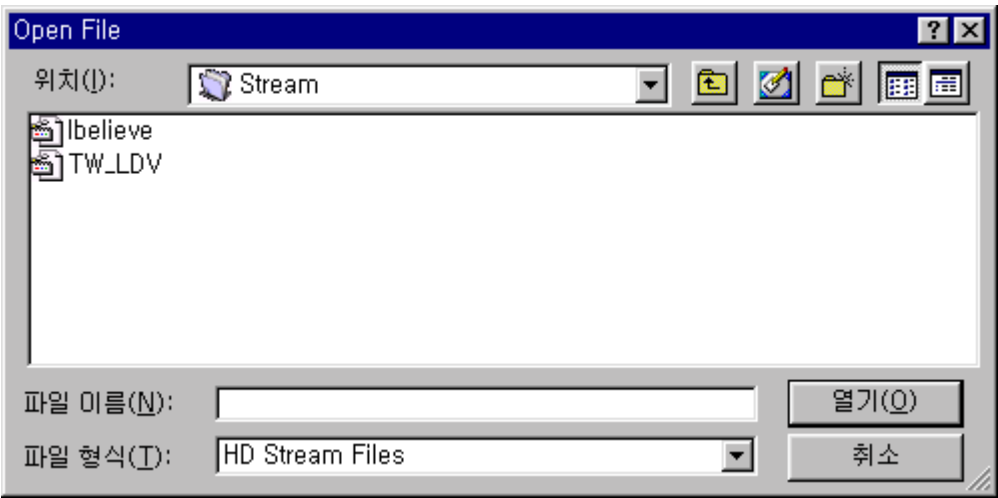 Open File
위치(I): Stream
Ibelieve
TW_LDV
파일 이름(N): 열기(O)
파일 형식(T): HD Stream Files 취소